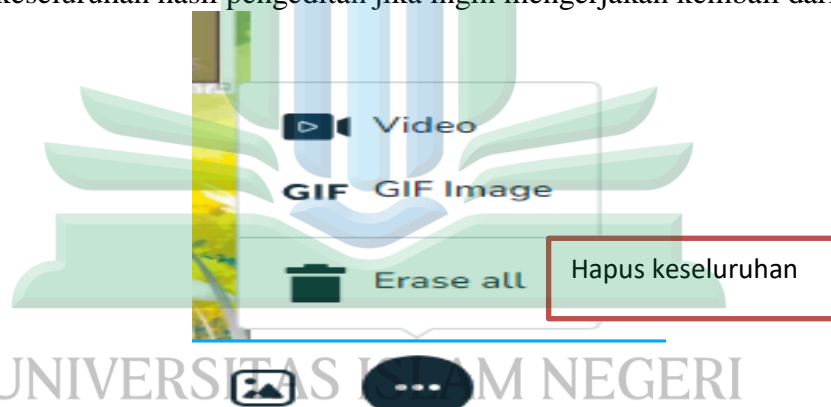 keseluruhan hasil pengeditan jika ingin mengerjakan kembali dari
Video
GIF GIF Image
Erase all
Hapus keseluruhan
UNIVERSITAS ISLAM NEGERI